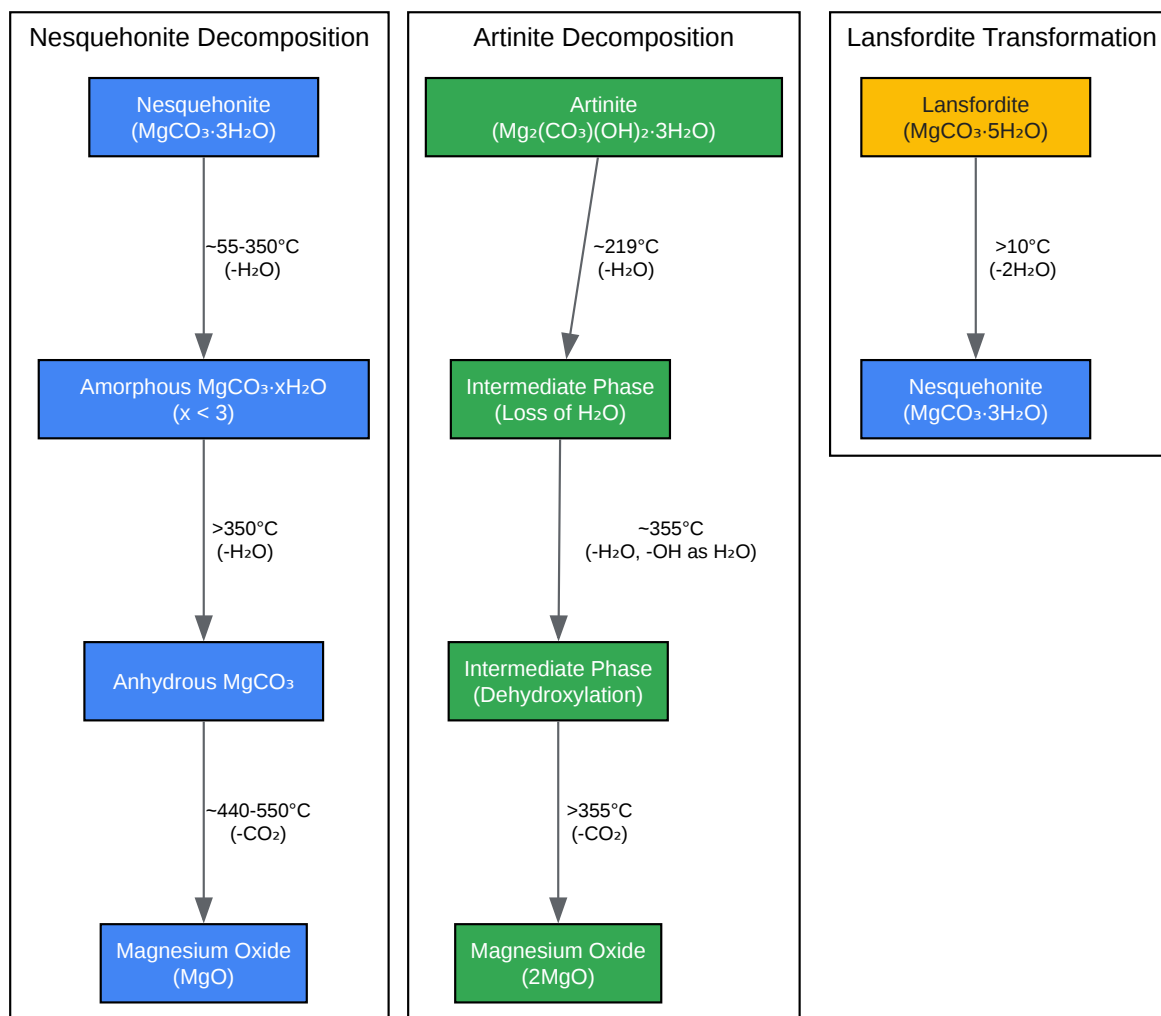 Nesquehonite Decomposition
Nesquehonite
(MgCO₃·3H₂O)
~55-350°C
(-H₂O)
Amorphous MgCO₃·xH₂O
(x < 3)
>350°C
(-H₂O)
Anhydrous MgCO₃
~440-550°C
(-CO₂)
Magnesium Oxide
(MgO)
Artinite Decomposition
Artinite
(Mg₂(CO₃)(OH)₂·3H₂O)
~219°C
(-H₂O)
Intermediate Phase
(Loss of H₂O)
~355°C
(-H₂O, -OH as H₂O)
Intermediate Phase
(Dehydroxylation)
>355°C
(-CO₂)
Magnesium Oxide
(2MgO)
Lansfordite Transformation
Lansfordite
(MgCO₃·5H₂O)
>10°C
(-2H₂O)
Nesquehonite
(MgCO₃·3H₂O)